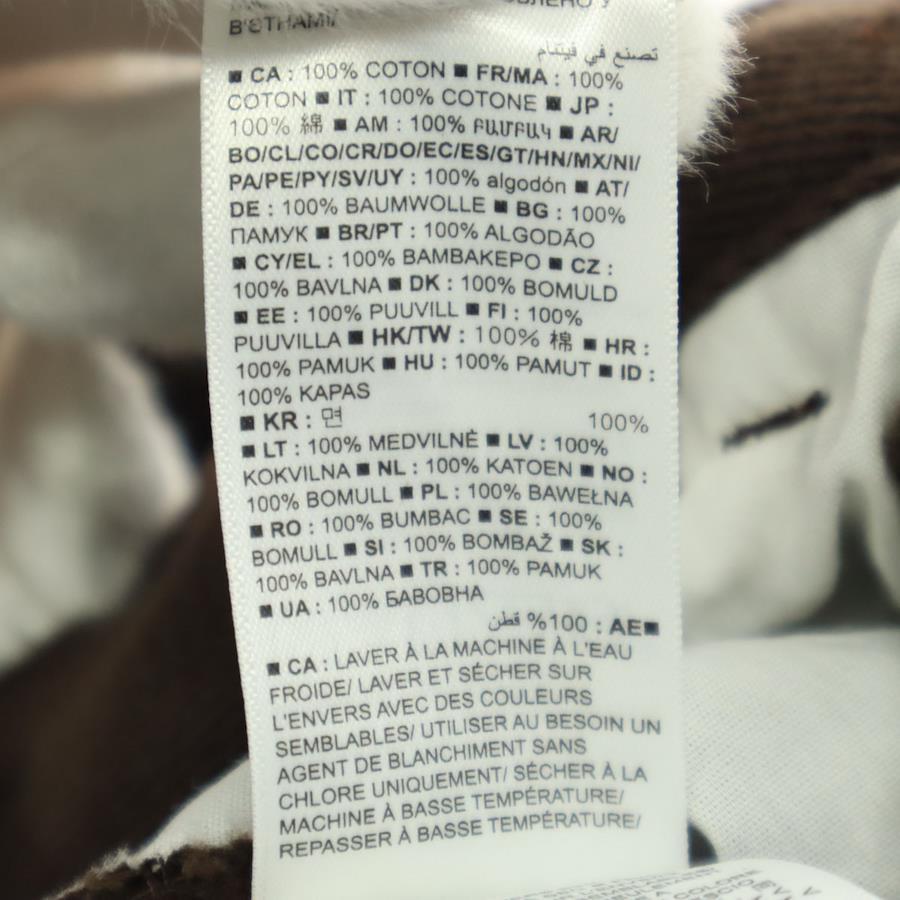 В'ЄТНАМІ/
تصنع في فيتنام
■ CA : 100% COTON ■ FR/MA : 100%
COTON ■ IT : 100% COTONE ■ JP :
100% 綿 ■ AM : 100% ԲԱՄԲԱԿ ■ AR/
BO/CL/CO/CR/DO/EC/ES/GT/HN/MX/NI/
PA/PE/PY/SV/UY : 100% algodón ■ AT/
DE : 100% BAUMWOLLE ■ BG : 100%
ПАМУК ■ BR/PT : 100% ALGODÃO
■ CY/EL : 100% ΒΑΜΒΑΚΕΡΟ ■ CZ :
100% BAVLNA ■ DK : 100% BOMULD
■ EE : 100% PUUVILL ■ FI : 100%
PUUVILLA ■ HK/TW : 100% 棉 ■ HR :
100% PAMUK ■ HU : 100% PAMUT ■ ID :
100% KAPAS
■ KR : 면 100%
■ LT : 100% MEDVILNĖ ■ LV : 100%
KOKVILNA ■ NL : 100% KATOEN ■ NO :
100% BOMULL ■ PL : 100% BAWEŁNA
■ RO : 100% BUMBAC ■ SE : 100%
BOMULL ■ SI : 100% BOMBAŽ ■ SK :
100% BAVLNA ■ TR : 100% PAMUK
■ UA : 100% БАВОВНА
■AE : 100% قطن
■ CA : LAVER À LA MACHINE À L'EAU
FROIDE/ LAVER ET SÉCHER SUR
L'ENVERS AVEC DES COULEURS
SEMBLABLES/ UTILISER AU BESOIN UN
AGENT DE BLANCHIMENT SANS
CHLORE UNIQUEMENT/ SÉCHER À LA
MACHINE À BASSE TEMPÉRATURE/
REPASSER À BASSE TEMPÉRATURE/